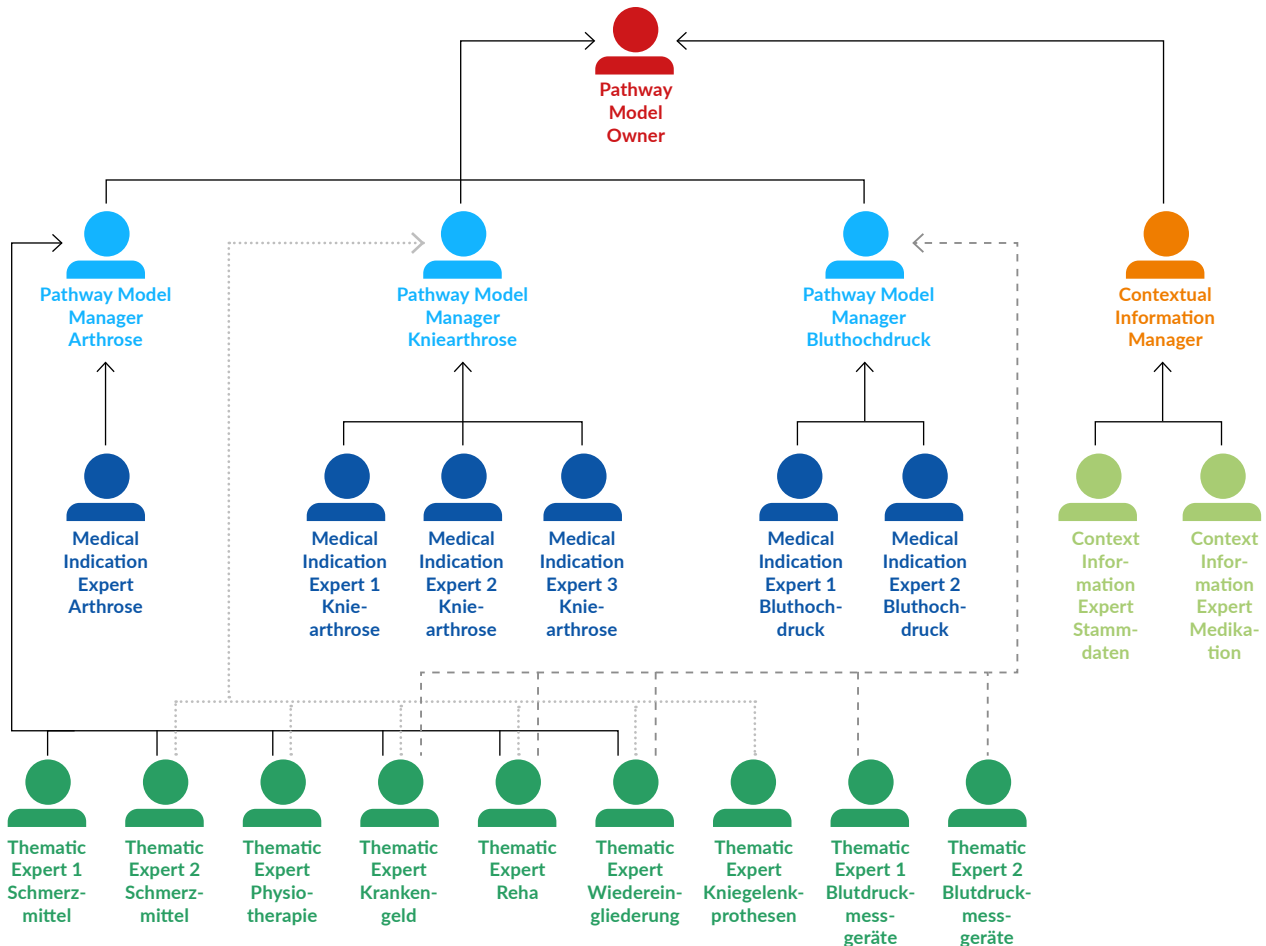 Pathway
Model
Owner
Pathway Model
Manager
Arthrose
Pathway Model
Manager
Kniearthrose
Pathway Model
Manager
Bluthochdruck
Contextual
Information
Manager
Medical
Indication
Expert
Arthrose
Medical
Indication
Expert 1
Knie-
arthrose
Medical
Indication
Expert 2
Knie-
arthrose
Medical
Indication
Expert 3
Knie-
arthrose
Medical
Indication
Expert 1
Bluthoch-
druck
Medical
Indication
Expert 2
Bluthoch-
druck
Context
Infor-
mation
Expert
Stamm-
daten
Context
Infor-
mation
Expert
Medika-
tion
Thematic
Expert 1
Schmerz-
mittel
Thematic
Expert 2
Schmerz-
mittel
Thematic
Expert
Physio-
therapie
Thematic
Expert
Kranken-
geld
Thematic
Expert
Reha
Thematic
Expert
Wiederein-
gliederung
Thematic
Expert
Kniegelenk-
prothesen
Thematic
Expert 1
Blutdruck-
mess-
geräte
Thematic
Expert 2
Blutdruck-
mess-
geräte